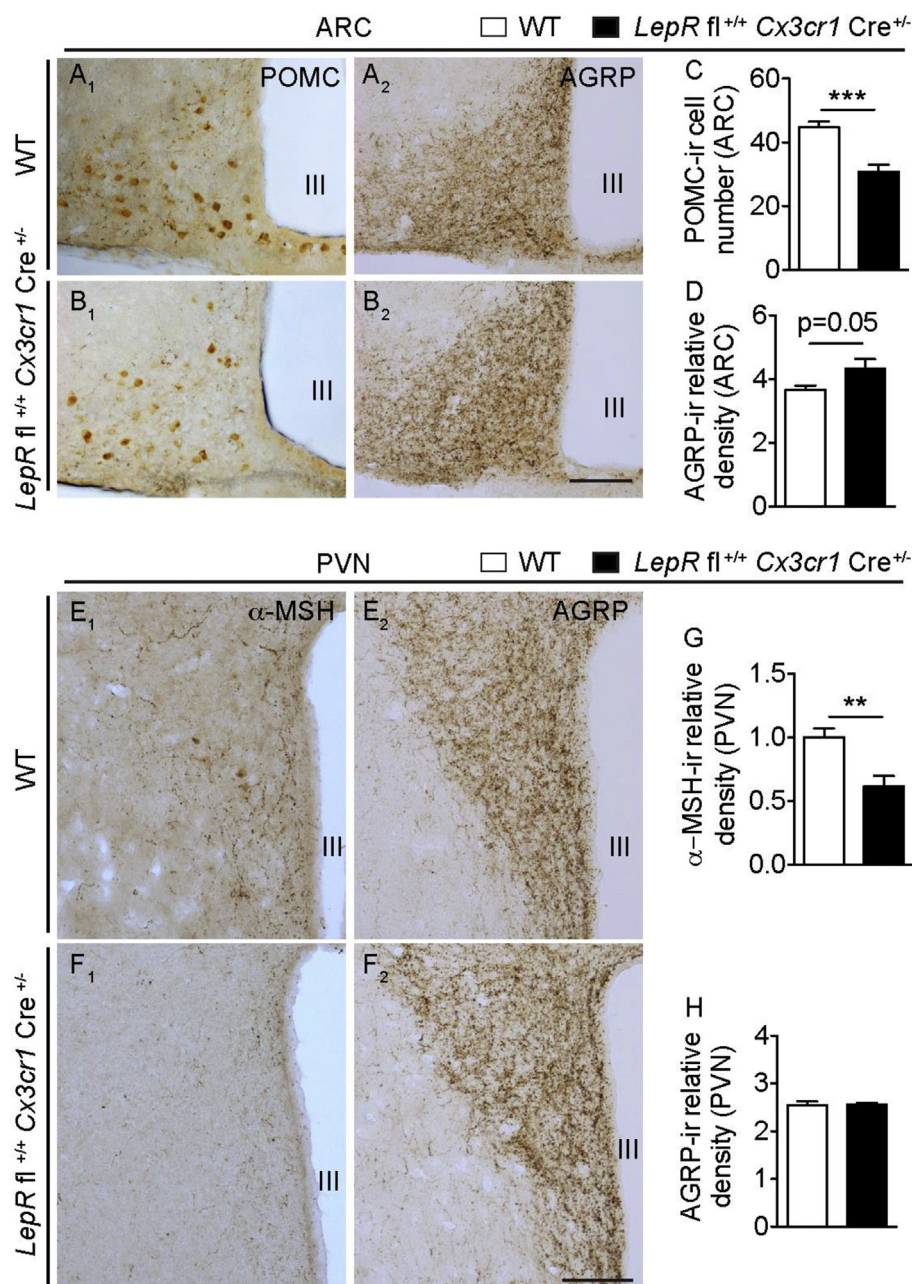 ARC
WT
LepR fl +/+ Cx3cr1 Cre+/-
WT
LepR fl +/+ Cx3cr1 Cre +/-
A1
POMC
III
A2
AGRP
III
B1
III
B2
III
C
POMC-ir cell
number (ARC)
60
40
20
0
***
D
AGRP-ir relative
density (ARC)
6
4
2
0
p=0.05
PVN
WT
LepR fl +/+ Cx3cr1 Cre+/-
WT
LepR fl +/+ Cx3cr1 Cre +/-
E1
α-MSH
III
E2
AGRP
III
F1
III
F2
III
G
α-MSH-ir relative
density (PVN)
1.5
1.0
0.5
0.0
**
H
AGRP-ir relative
density (PVN)
4
3
2
1
0